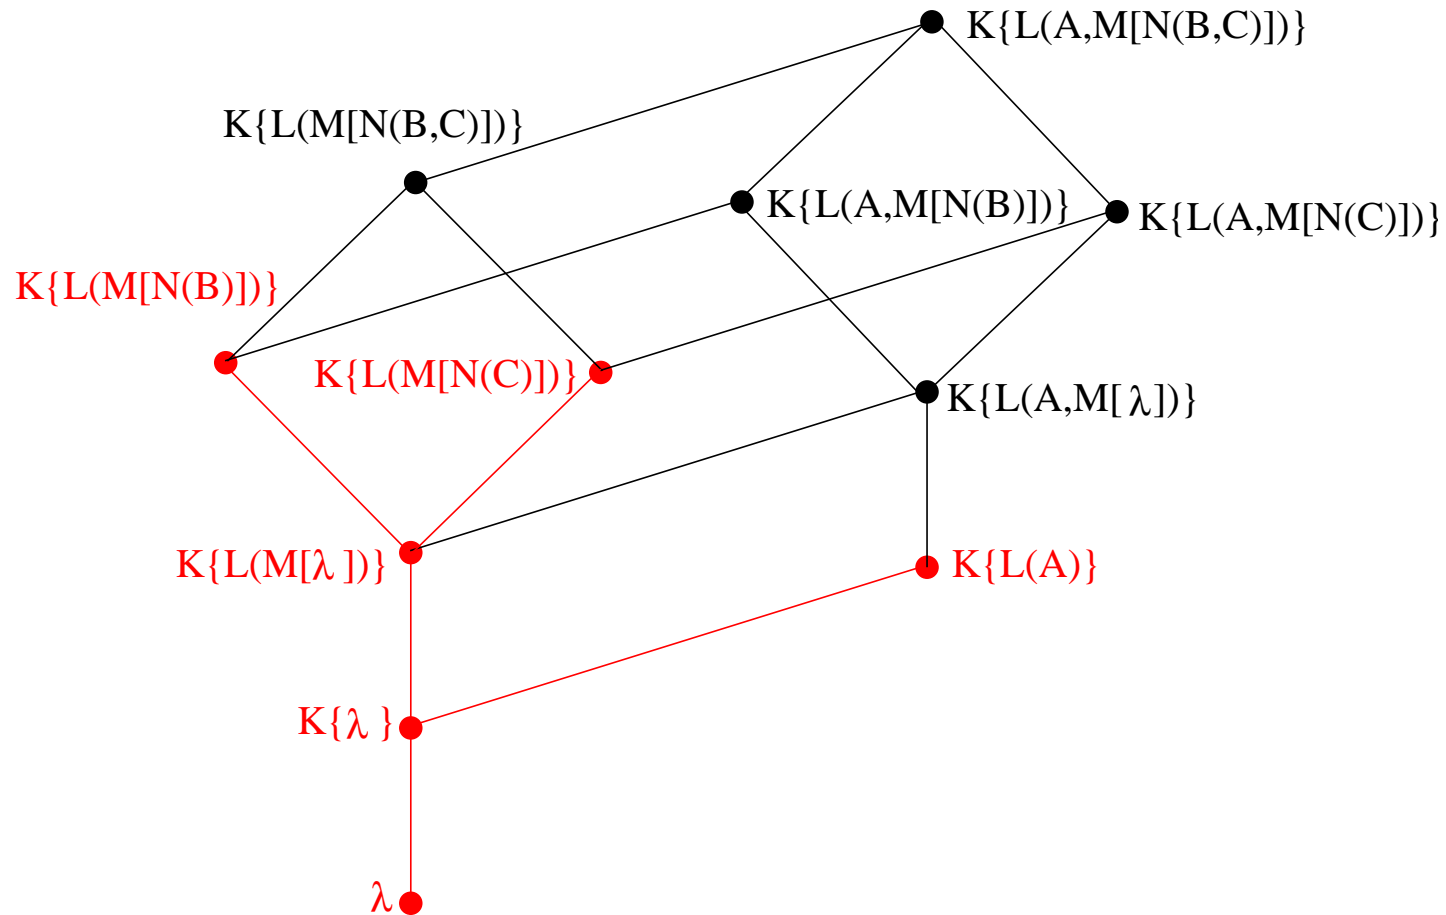 K{L(A,M[N(B,C)])}
K{L(M[N(B,C)])}
K{L(A,M[N(B)])}
K{L(A,M[N(C)])}
K{L(M[N(B)])}
K{L(M[N(C)])}
K{L(A,M[ λ])}
K{L(M[λ ])}
K{L(A)}
K{λ }
λ